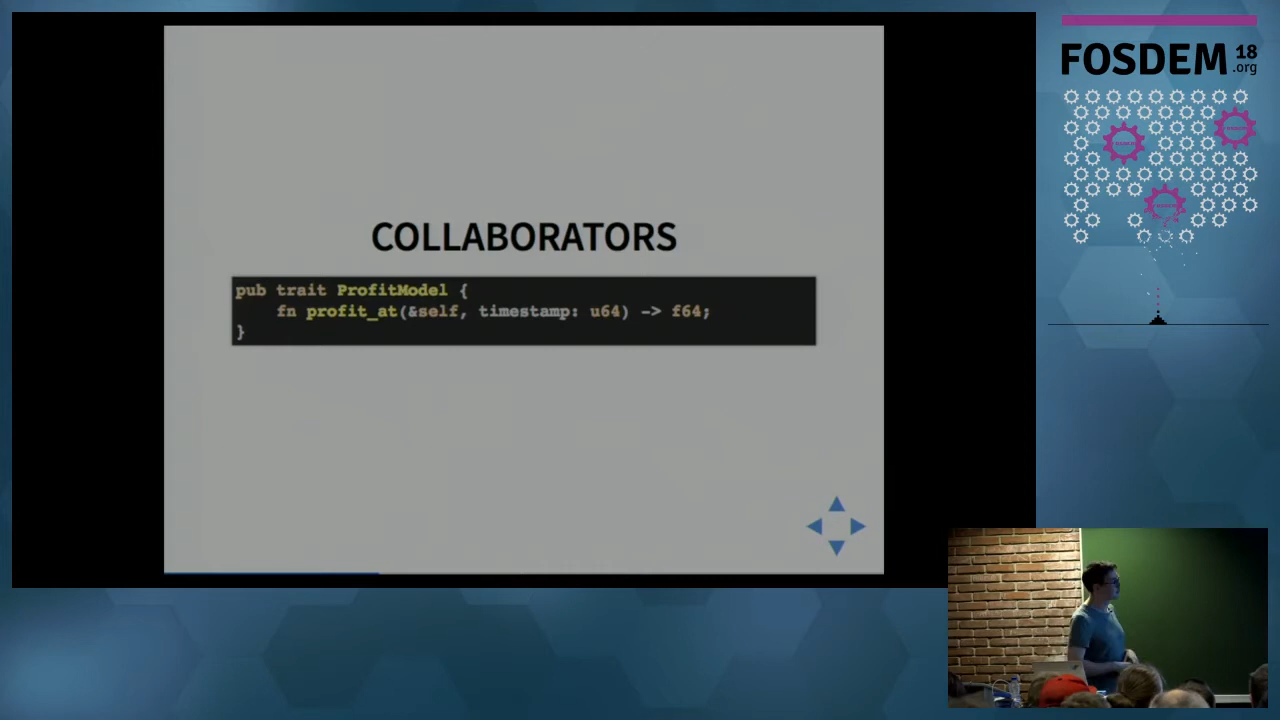 COLLABORATORS
pub trait ProfitModel {
    fn profit_at(&self, timestamp: u64) -> f64;
}
FOSDEM 18
.org